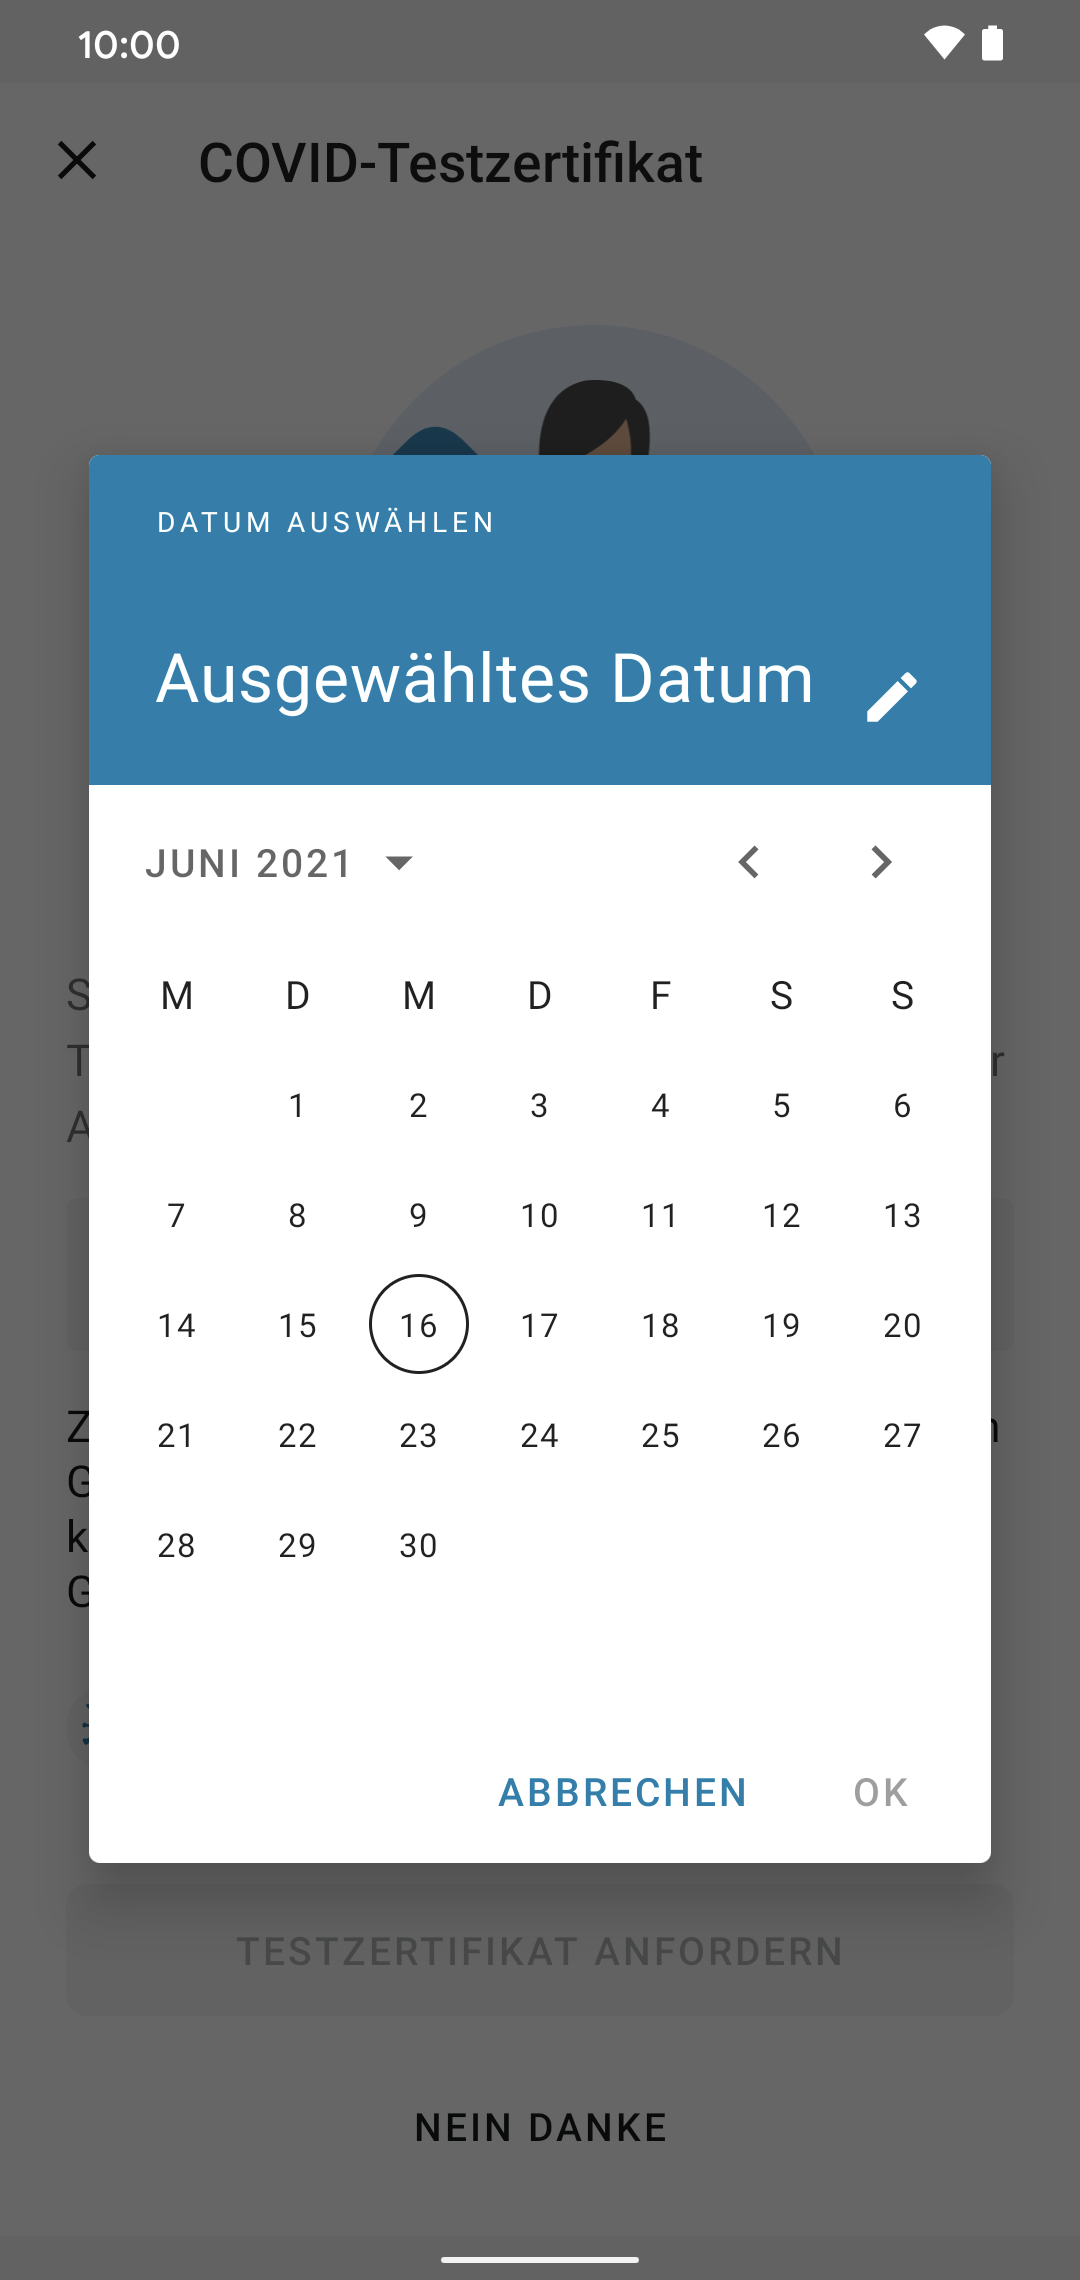 10:00
COVID-Testzertifikat
DATUM AUSWÄHLEN
Ausgewähltes Datum
JUNI 2021
M D M D F S S
1 2 3 4 5 6
7 8 9 10 11 12 13
14 15 16 17 18 19 20
21 22 23 24 25 26 27
28 29 30
ABBRECHEN OK
TESTZERTIFIKAT ANFORDERN
NEIN DANKE